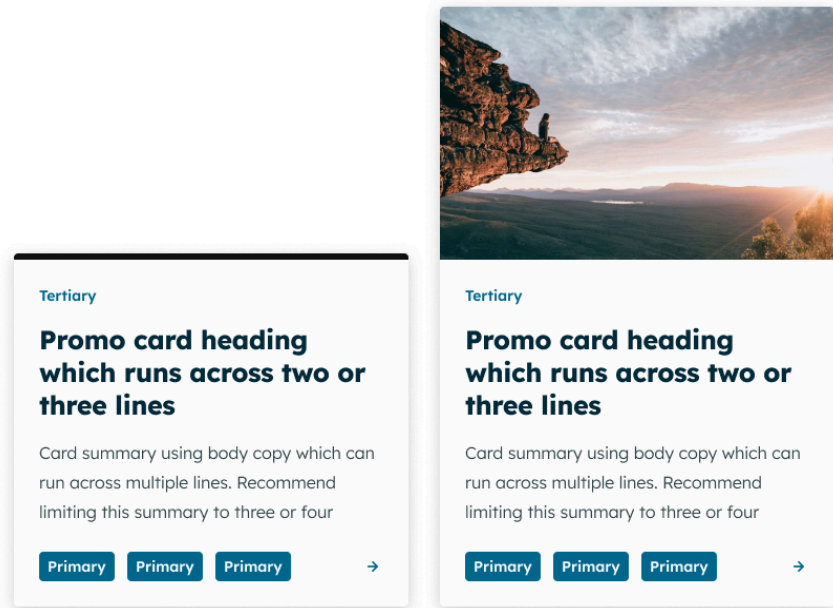 Tertiary
Promo card heading
which runs across two or
three lines
Card summary using body copy which can
run across multiple lines. Recommend
limiting this summary to three or four
Primary Primary Primary
Tertiary
Promo card heading
which runs across two or
three lines
Card summary using body copy which can
run across multiple lines. Recommend
limiting this summary to three or four
Primary Primary Primary